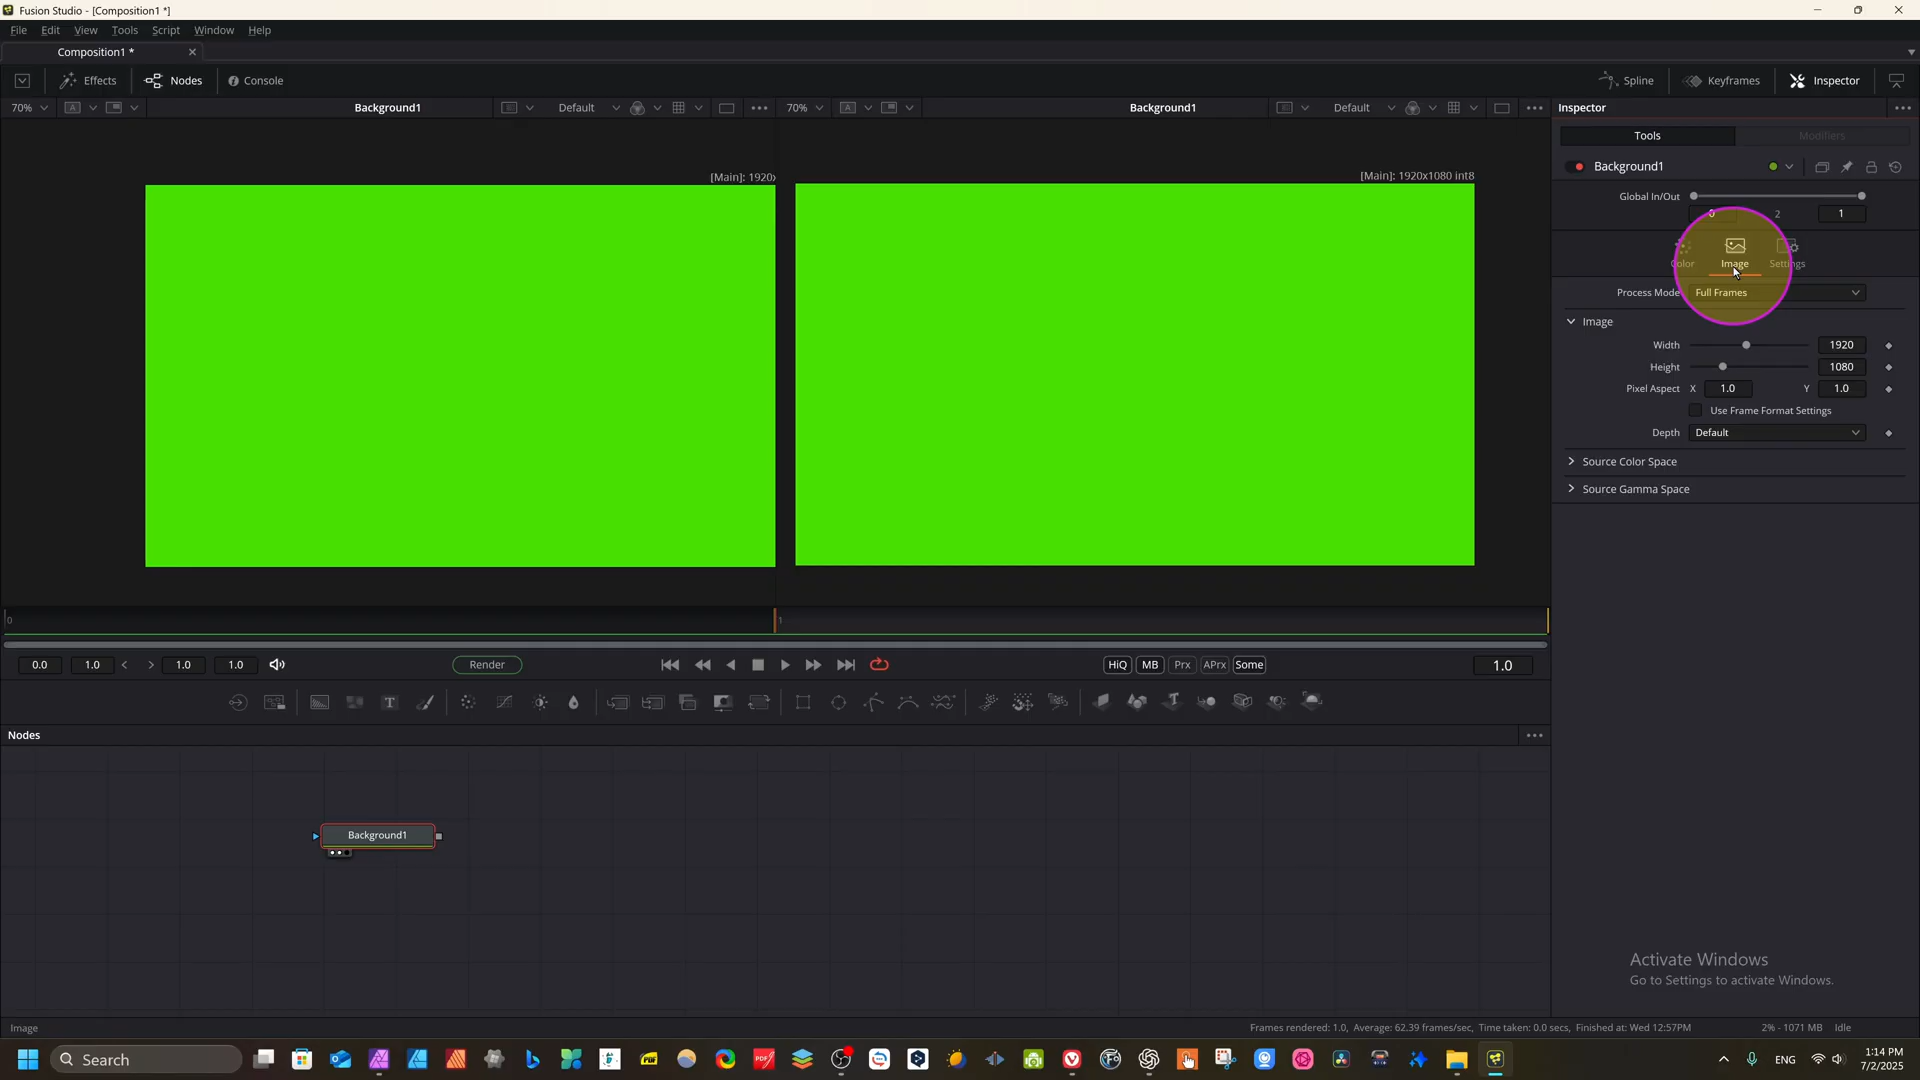 Fusion Studio - [Composition1 *]
File Edit View Tools Script Window Help
Composition1 *
Effects Nodes Console Spline Keyframes Inspector
70% A Background1 Default 70% A Background1 Default Inspector
Tools Modifiers
Background1
[Main]: 1920x
[Main]: 1920x1080 int8
Global In/Out
0 2 1
Color Image Settings
Process Mode Full Frames
Image
Width 1920
Height 1080
Pixel Aspect X 1.0 Y 1.0
Use Frame Format Settings
Depth Default
Source Color Space
Source Gamma Space
0 1
0.0 1.0 1.0 1.0 Render HiQ MB Prx APrx Some 1.0
T T
Nodes
Background1
Activate Windows
Go to Settings to activate Windows.
Image Frames rendered: 1.0, Average: 62.39 frames/sec, Time taken: 0.0 secs, Finished at: Wed 12:57PM 2% - 1071 MB Idle
Search PDF ENG 1:14 PM
7/2/2025